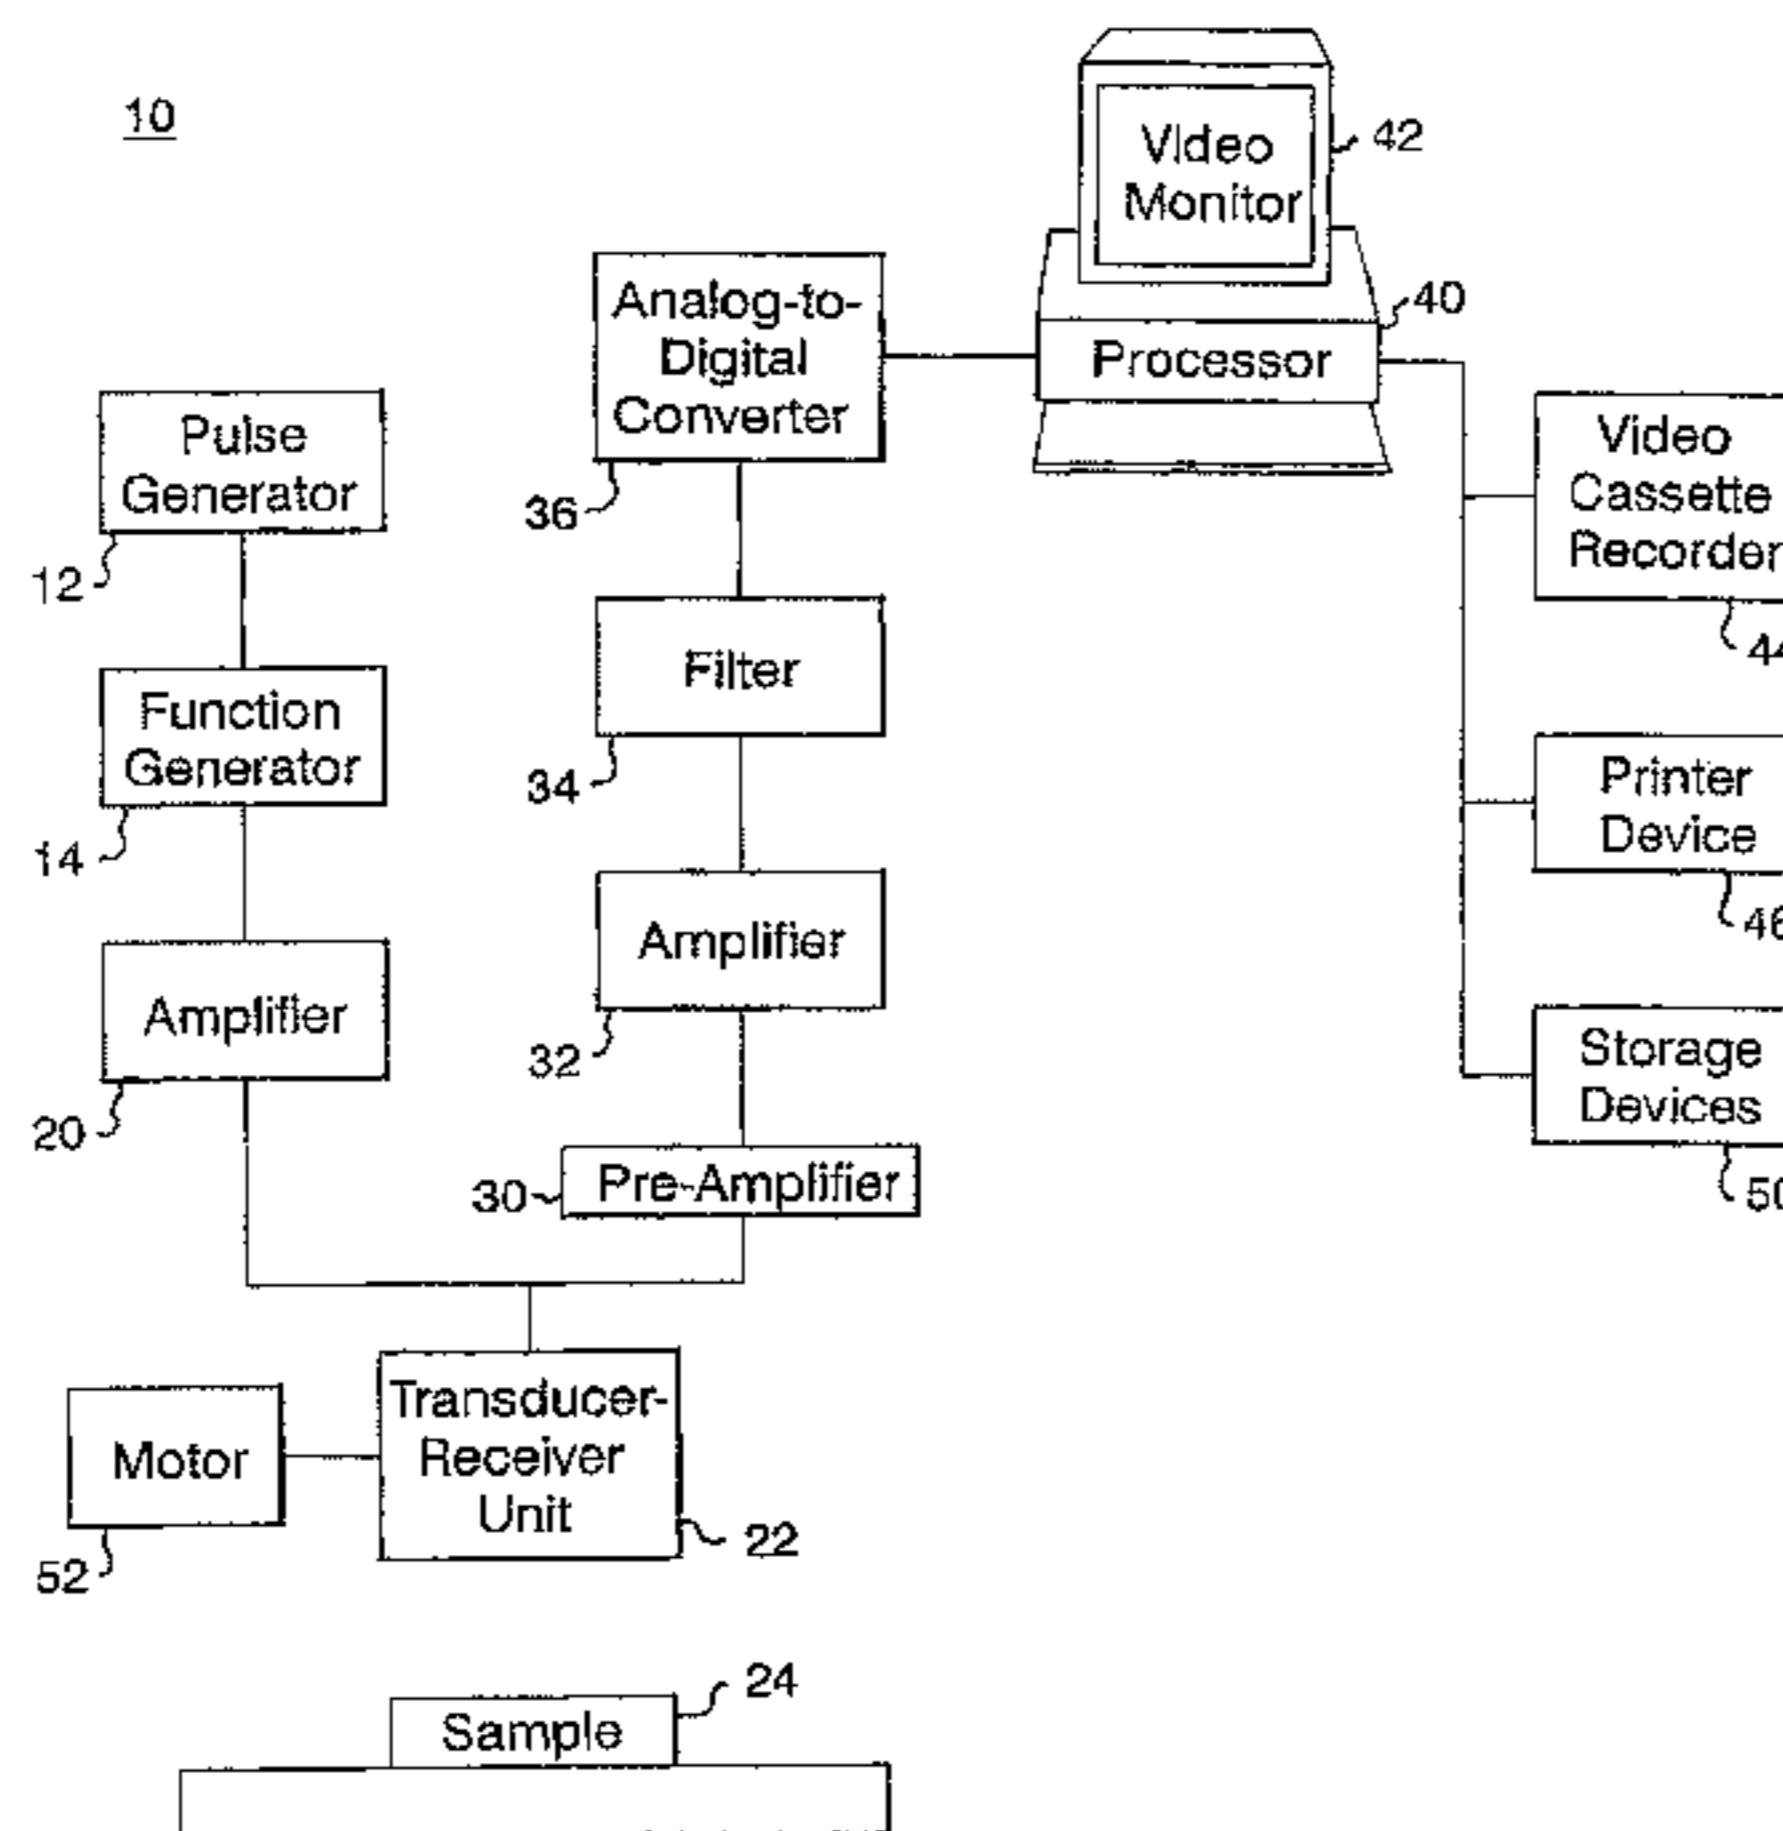 10
Video
Monitor
42
Analog-to-
Digital
Converter
36
Processor
40
Pulse
Generator
12
Video
Cassette
Recorder
Function
Generator
14
Filter
34
Printer
Device
Amplifier
20
Amplifier
32
Storage
Devices
Pre-Amplifier
30
Motor
52
Transducer-
Receiver
Unit
22
Sample
24